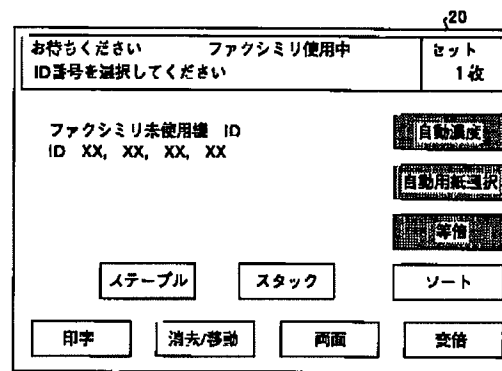 20
お待ちください ファクシミリ使用中 セット
ID番号を選択してください 1枚
ファクシミリ未使用機 ID
ID XX, XX, XX, XX
自動濃度
自動用紙選択
等倍
ステープル スタック ソート
印字 消去/移動 両面 変倍